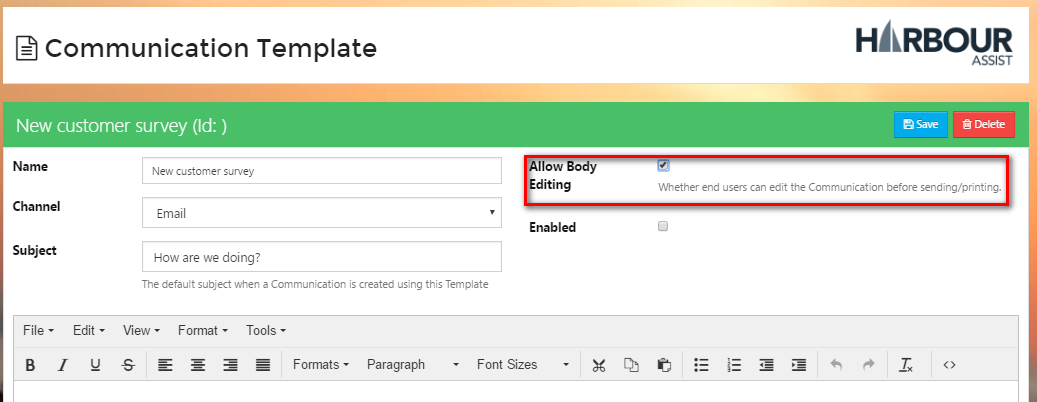 Communication Template
HARBOUR
ASSIST
New customer survey (Id: )
Save
Delete
Name
New customer survey
Channel
Email
Subject
How are we doing?
The default subject when a Communication is created using this Template
Allow Body
Editing
Whether end users can edit the Communication before sending/printing.
Enabled
File
Edit
View
Format
Tools
B
I
U
S
Formats
Paragraph
Font Sizes